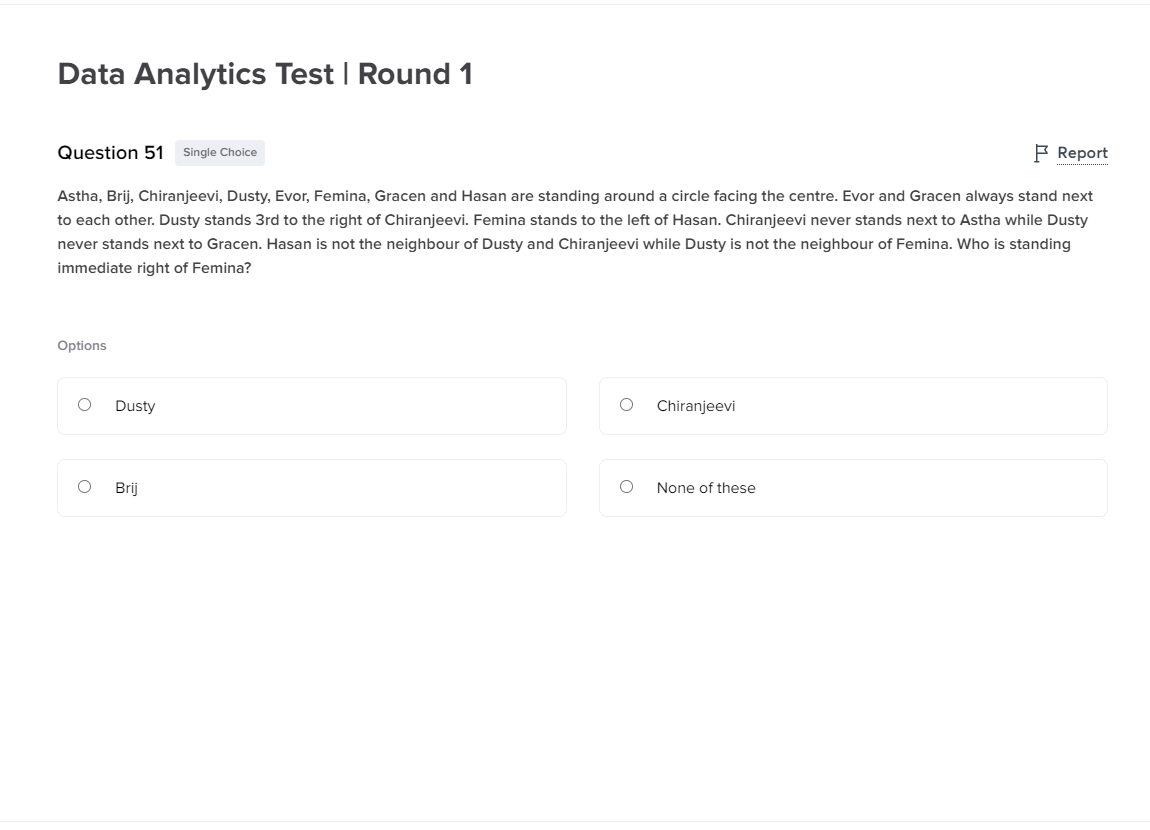 Data Analytics Test | Round 1
Question 51 Single Choice Report
Astha, Brij, Chiranjeevi, Dusty, Evor, Femina, Gracen and Hasan are standing around a circle facing the centre. Evor and Gracen always stand next
to each other. Dusty stands 3rd to the right of Chiranjeevi. Femina stands to the left of Hasan. Chiranjeevi never stands next to Astha while Dusty
never stands next to Gracen. Hasan is not the neighbour of Dusty and Chiranjeevi while Dusty is not the neighbour of Femina. Who is standing
immediate right of Femina?
Options
Dusty
Chiranjeevi
Brij
None of these